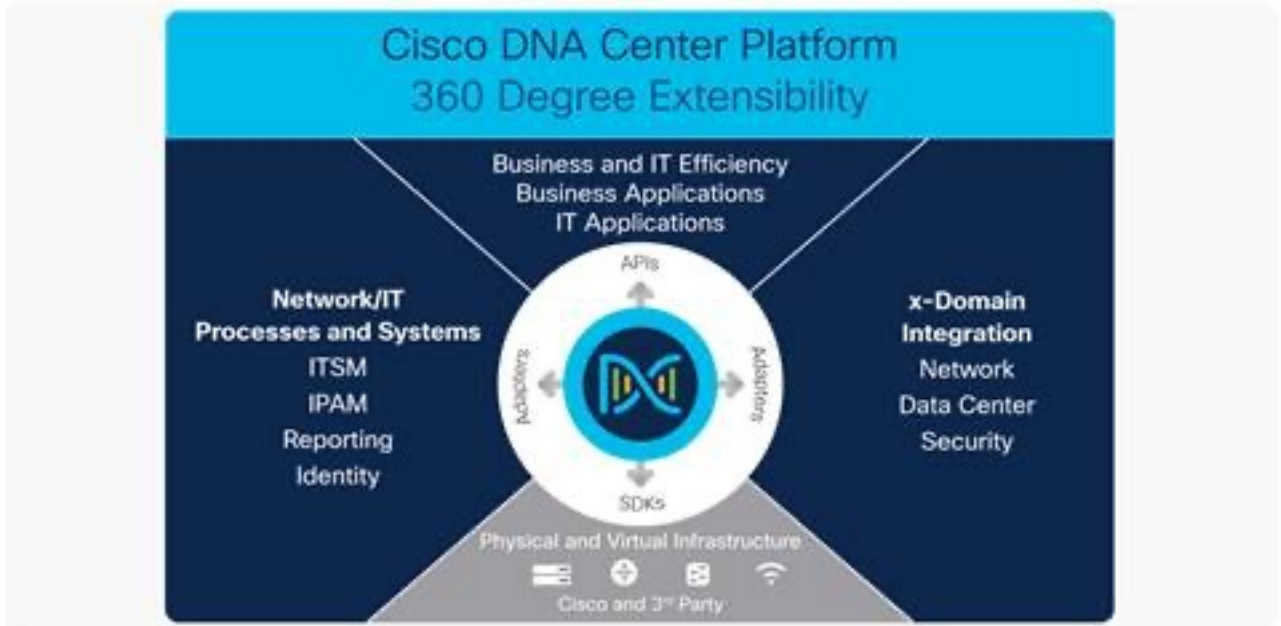 Cisco DNA Center Platform
360 Degree Extensibility
Business and IT Efficiency
Business Applications
IT Applications
APIs
Network/IT
Processes and Systems
ITSM
IPAM
Reporting
Identity
Adapters
Adapters
x-Domain
Integration
Network
Data Center
Security
SDKs
Physical and Virtual Infrastructure
Cisco and 3rd Party